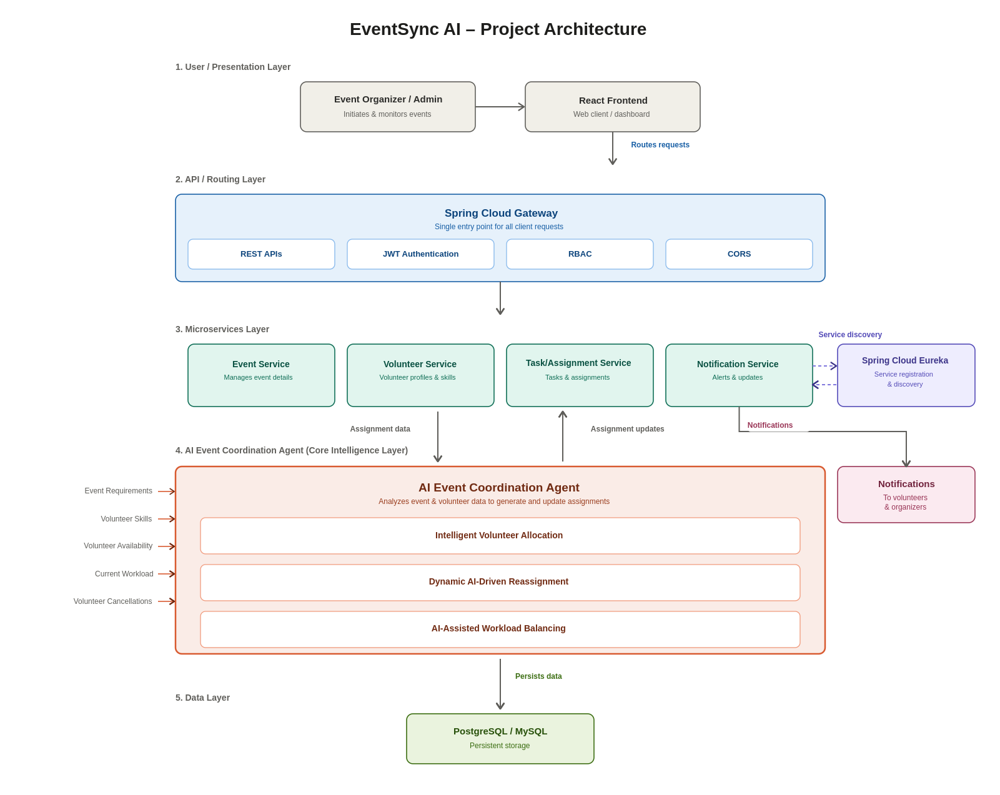 EventSync AI – Project Architecture
1. User / Presentation Layer
Event Organizer / Admin
Initiates & monitors events
React Frontend
Web client / dashboard
Routes requests
2. API / Routing Layer
Spring Cloud Gateway
Single entry point for all client requests
REST APIs
JWT Authentication
RBAC
CORS
3. Microservices Layer
Service discovery
Event Service
Manages event details
Volunteer Service
Volunteer profiles & skills
Task/Assignment Service
Tasks & assignments
Notification Service
Alerts & updates
Spring Cloud Eureka
Service registration
& discovery
Assignment data
Assignment updates
Notifications
4. AI Event Coordination Agent (Core Intelligence Layer)
Event Requirements
Volunteer Skills
Volunteer Availability
Current Workload
Volunteer Cancellations
AI Event Coordination Agent
Analyzes event & volunteer data to generate and update assignments
Intelligent Volunteer Allocation
Dynamic AI-Driven Reassignment
AI-Assisted Workload Balancing
Notifications
To volunteers
& organizers
Persists data
5. Data Layer
PostgreSQL / MySQL
Persistent storage